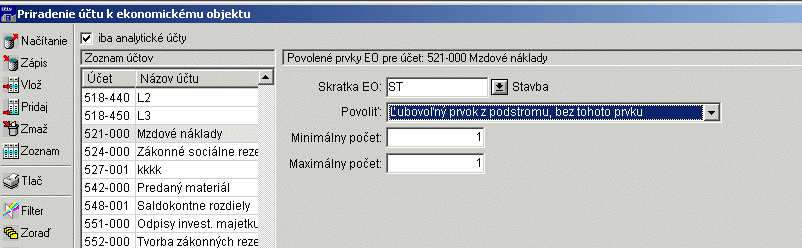 Priradenie účtu k ekonomickému objektu
Načítanie
Zápis
Vlož
Pridaj
Zmaž
Zoznam
Tlač
Filter
Zoraď
iba analytické účty
Zoznam účtov
Účet Názov účtu
518-440 L2
518-450 L3
521-000 Mzdové náklady
524-000 Zákonné sociálne reze
527-001 kkkk
542-000 Predaný materiál
548-001 Saldokontne rozdiely
551-000 Odpisy invest. majetku
552-000 Tvorba zákonných reze
Povolené prvky EO pre účet: 521-000 Mzdové náklady
Skratka EO: ST Stavba
Povoliť: Ľubovoľný prvok z podstromu, bez tohoto prvku
Minimálny počet: 1
Maximálny počet: 1